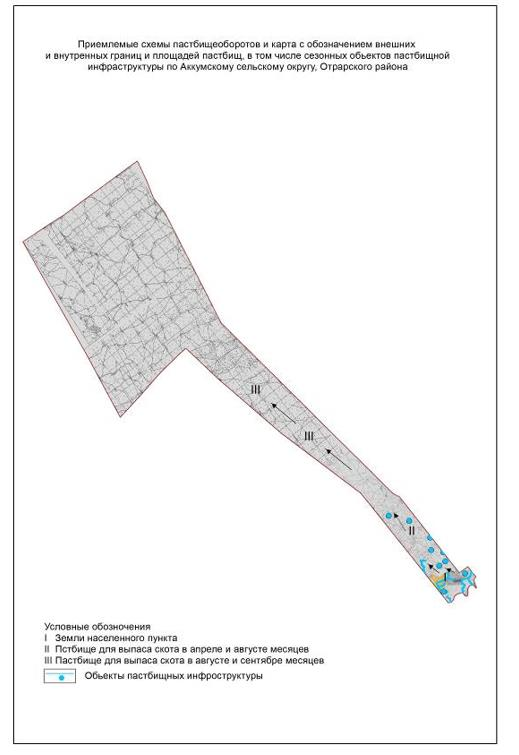 Приемлемые схемы пастбищеоборотов и карта с обозначением внешних
и внутренных границ и площадей пастбищ, в том числе сезонных объектов пастбищной
инфраструктуры по Аккумскому сельскому округу, Отрарского района
III
III
II
I
Условные обозночения
I Земли населенного пункта
II Пстбище для выпаса скота в апреле и августе месяцев
III Пастбище для выпаса скота в августе и сентябре месяцев
Обьекты пастбищных инфраструктуры